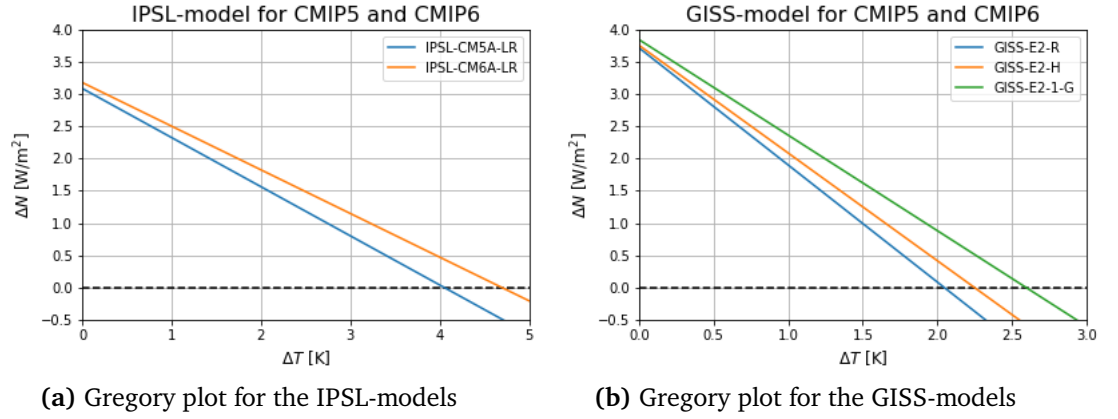 IPSL-model for CMIP5 and CMIP6
4.0
3.5
3.0
2.5
2.0
1.5
1.0
0.5
0.0
−0.5
ΔN [W/m²]
IPSL-CM5A-LR
IPSL-CM6A-LR
0
1
2
3
4
5
ΔT [K]
(a) Gregory plot for the IPSL-models
GISS-model for CMIP5 and CMIP6
4.0
3.5
3.0
2.5
2.0
1.5
1.0
0.5
0.0
−0.5
ΔN [W/m²]
GISS-E2-R
GISS-E2-H
GISS-E2-1-G
0.0
0.5
1.0
1.5
2.0
2.5
3.0
ΔT [K]
(b) Gregory plot for the GISS-models